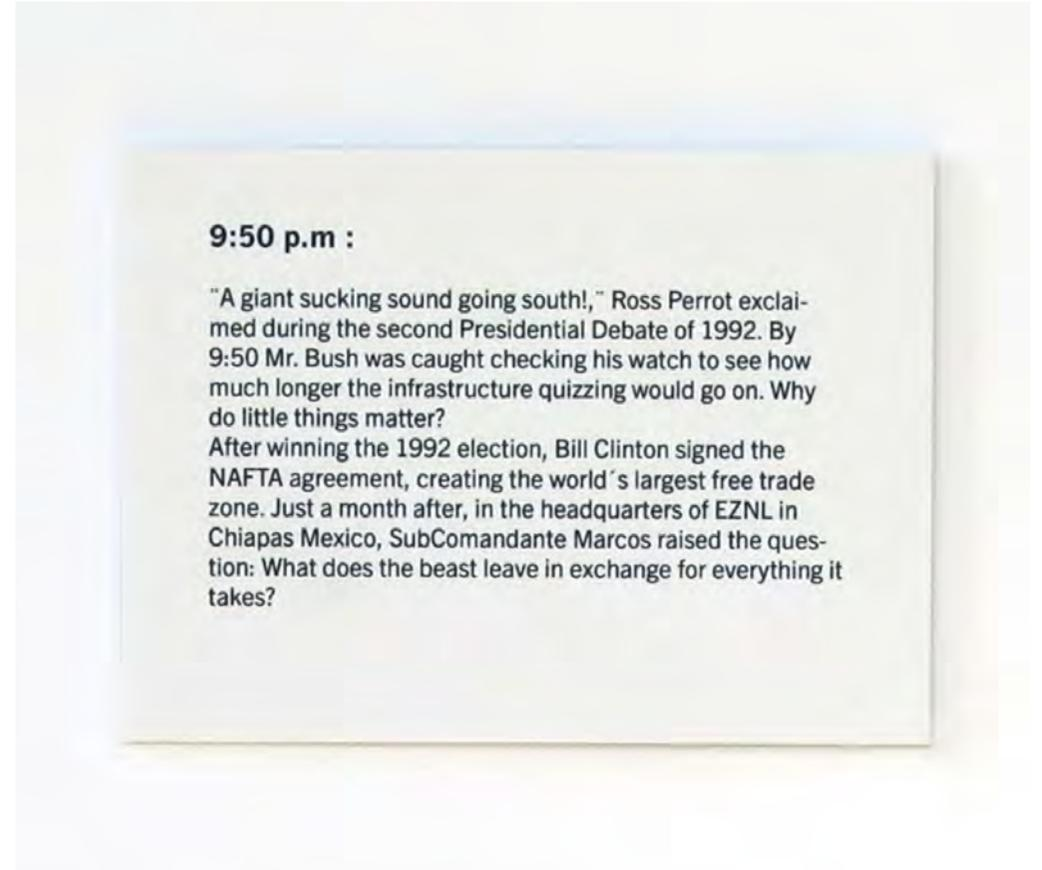 9:50 p.m :
¨A giant sucking sound going south!,¨ Ross Perrot exclai-
med during the second Presidential Debate of 1992. By
9:50 Mr. Bush was caught checking his watch to see how
much longer the infrastructure quizzing would go on. Why
do little things matter?
After winning the 1992 election, Bill Clinton signed the
NAFTA agreement, creating the world´s largest free trade
zone. Just a month after, in the headquarters of EZNL in
Chiapas Mexico, SubComandante Marcos raised the ques-
tion: What does the beast leave in exchange for everything it
takes?